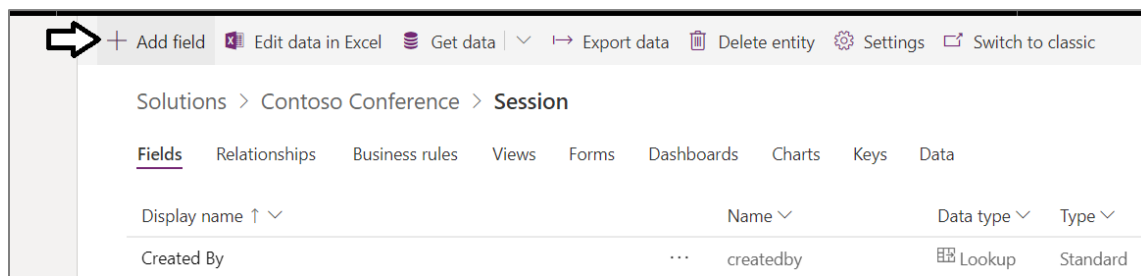 Add field Edit data in Excel Get data Export data Delete entity Settings Switch to classic
Solutions > Contoso Conference > Session
Fields Relationships Business rules Views Forms Dashboards Charts Keys Data
Display name ↑ Name Data type Type
Created By ... createdby Lookup Standard